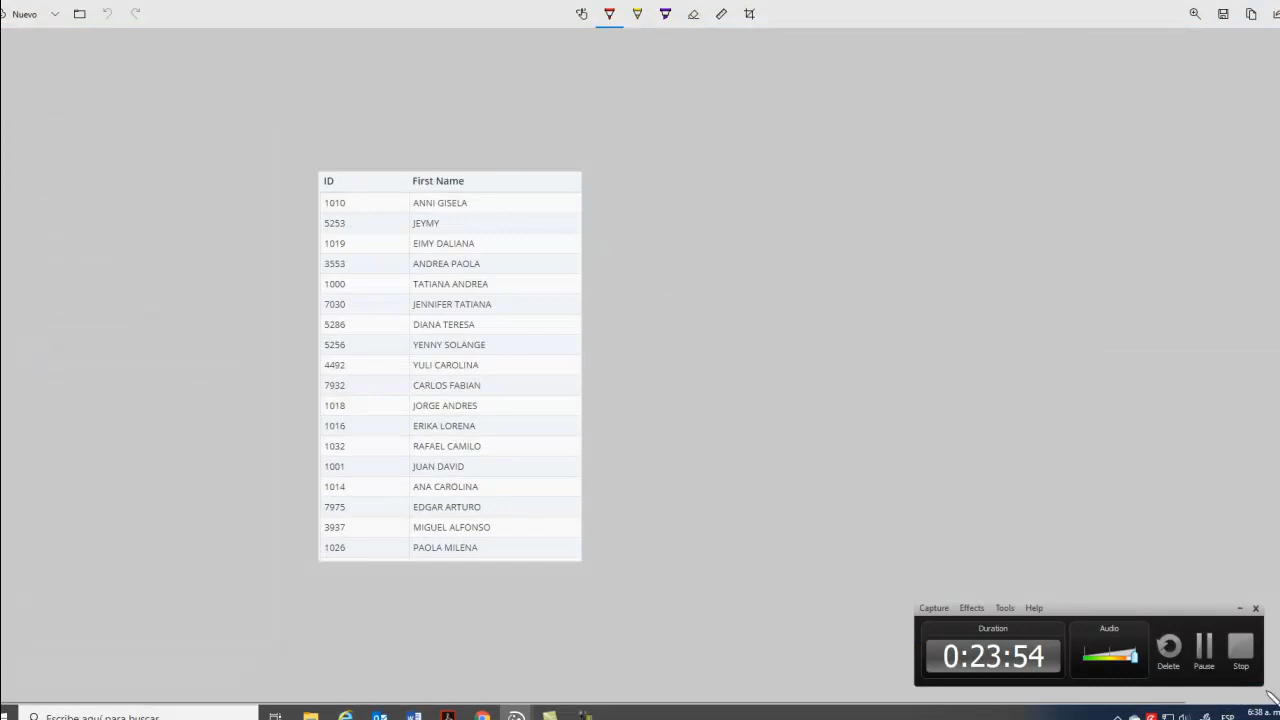 Nuevo
ID First Name
1010 ANNI GISELA
5253 JEYMY
1019 EIMY DALIANA
3553 ANDREA PAOLA
1000 TATIANA ANDREA
7030 JENNIFER TATIANA
5286 DIANA TERESA
5256 YENNY SOLANGE
4492 YULI CAROLINA
7932 CARLOS FABIAN
1018 JORGE ANDRES
1016 ERIKA LORENA
1032 RAFAEL CAMILO
1001 JUAN DAVID
1014 ANA CAROLINA
7975 EDGAR ARTURO
3937 MIGUEL ALFONSO
1026 PAOLA MILENA
Capture Effects Tools Help
Duration Audio
0:23:54
Delete Pause Stop
Escribe aquí para buscar
ESP
6:38 a. m.